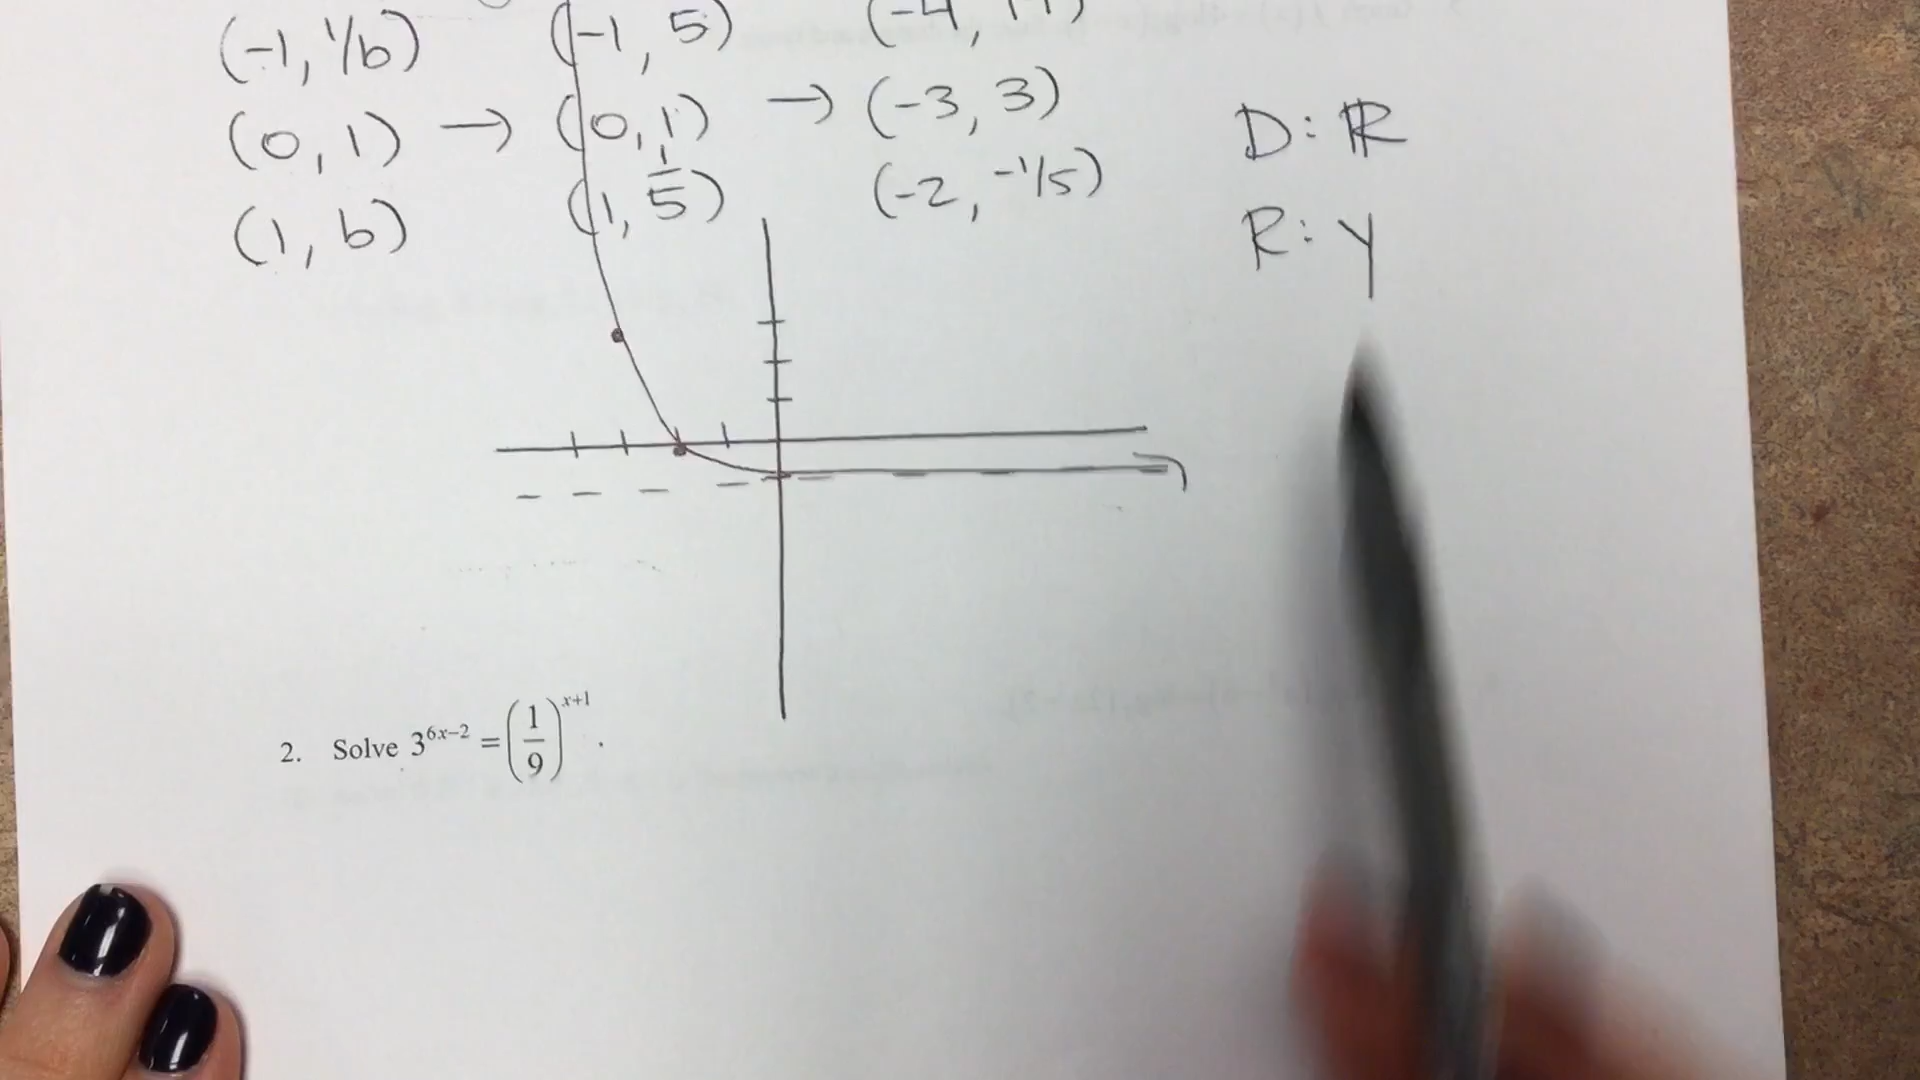 (-1, 1/b) (-1, 5)
(0, 1) → (0, 1) → (-3, 3)
(1, b) (1, 1/5) (-2, -1/5)
D: ℝ
R: y
2. Solve 3^{6x−2} = (1/9)^{x+1}.